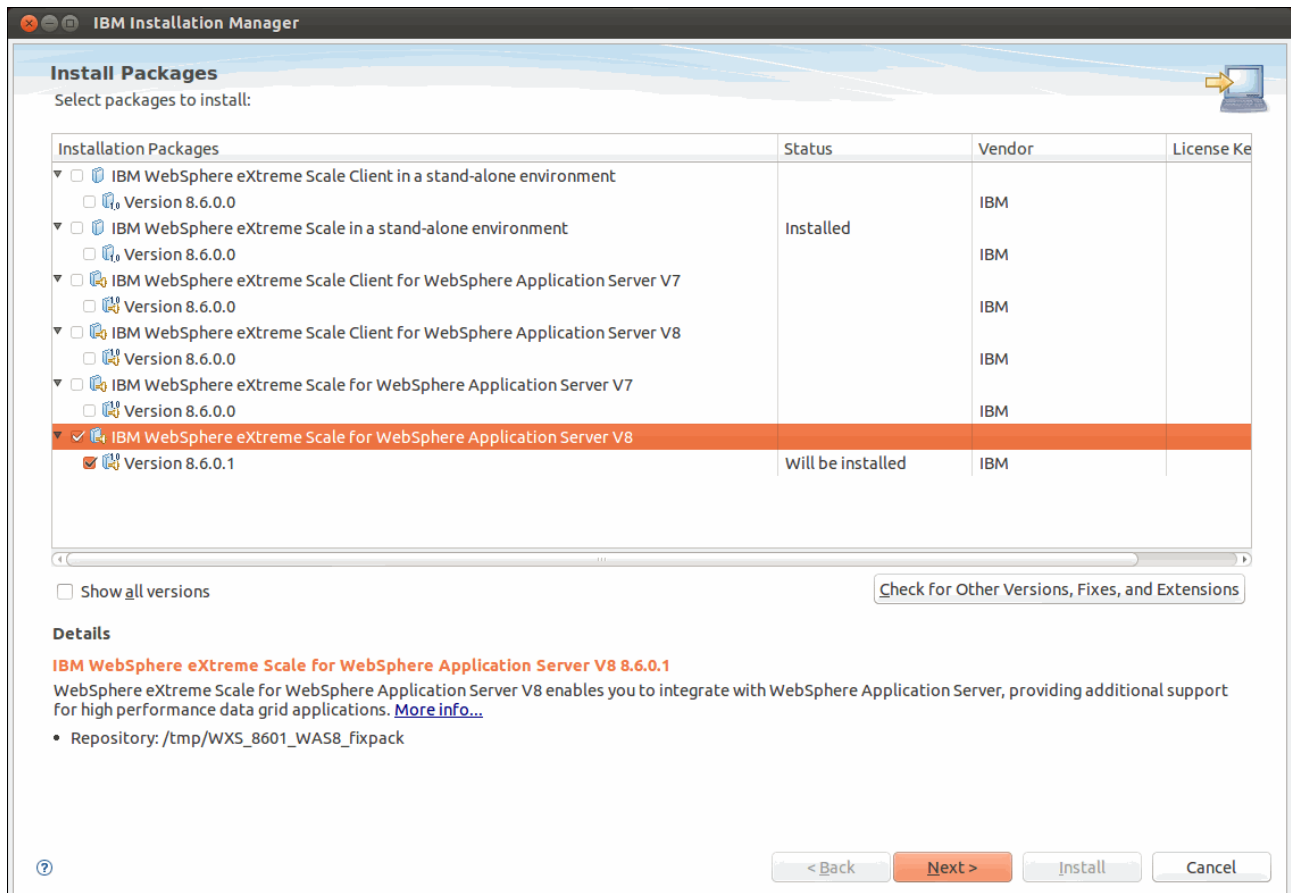 IBM Installation Manager
Install Packages
Select packages to install:
Installation Packages Status Vendor License Ke
IBM WebSphere eXtreme Scale Client in a stand-alone environment
Version 8.6.0.0 IBM
IBM WebSphere eXtreme Scale in a stand-alone environment Installed
Version 8.6.0.0 IBM
IBM WebSphere eXtreme Scale Client for WebSphere Application Server V7
Version 8.6.0.0 IBM
IBM WebSphere eXtreme Scale Client for WebSphere Application Server V8
Version 8.6.0.0 IBM
IBM WebSphere eXtreme Scale for WebSphere Application Server V7
Version 8.6.0.0 IBM
IBM WebSphere eXtreme Scale for WebSphere Application Server V8
Version 8.6.0.1 Will be installed IBM
Show all versions Check for Other Versions, Fixes, and Extensions
Details
IBM WebSphere eXtreme Scale for WebSphere Application Server V8 8.6.0.1
WebSphere eXtreme Scale for WebSphere Application Server V8 enables you to integrate with WebSphere Application Server, providing additional support
for high performance data grid applications. More info...
• Repository: /tmp/WXS_8601_WAS8_fixpack
? < Back Next > Install Cancel